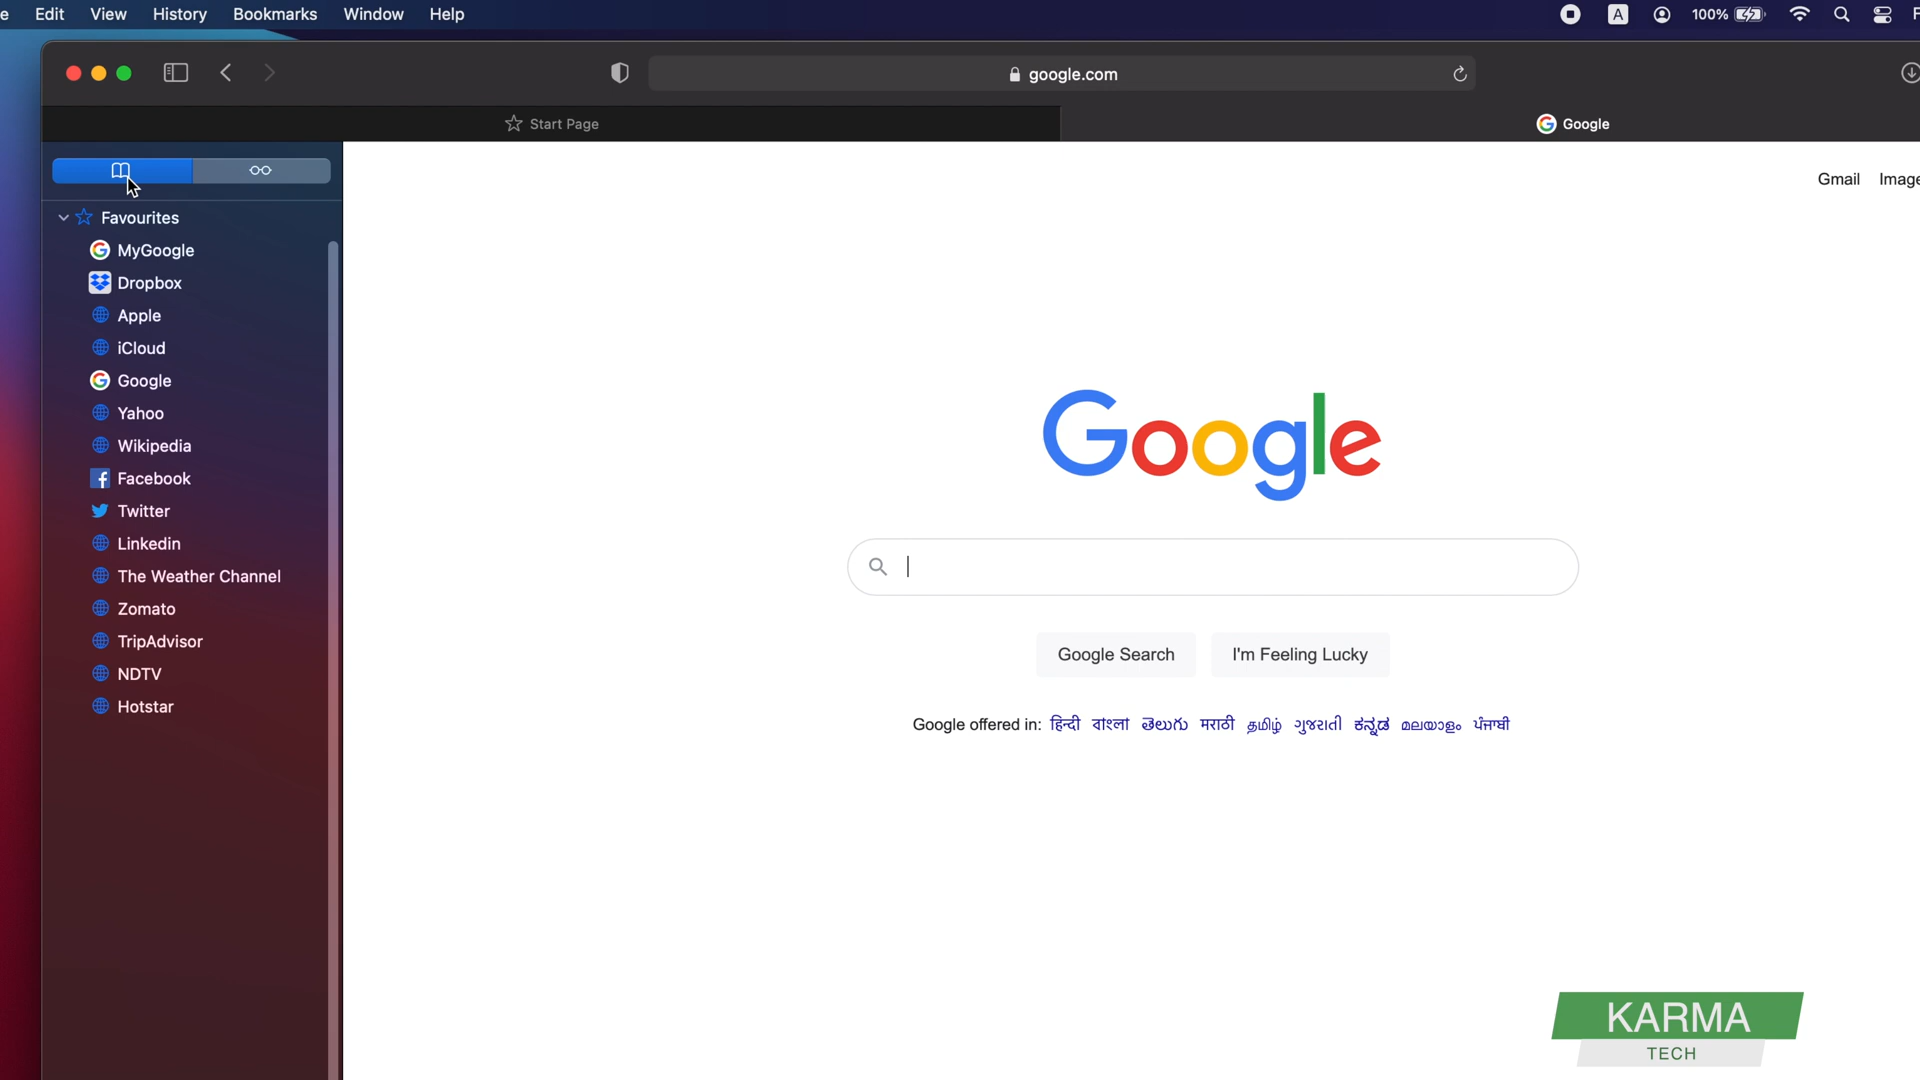 Edit View History Bookmarks Window Help A 100%
google.com
Start Page
Google
Gmail
Favourites
MyGoogle
Dropbox
Apple
iCloud
Google
Yahoo
Wikipedia
Facebook
Twitter
Linkedin
The Weather Channel
Zomato
TripAdvisor
NDTV
Hotstar
Google
Google Search
I'm Feeling Lucky
Google offered in: हिन्दी বাংলা తెలుగు मराठी தமிழ் ગુજરાતી ಕನ್ನಡ മലയാളം ਪੰਜਾਬੀ
KARMA
TECH